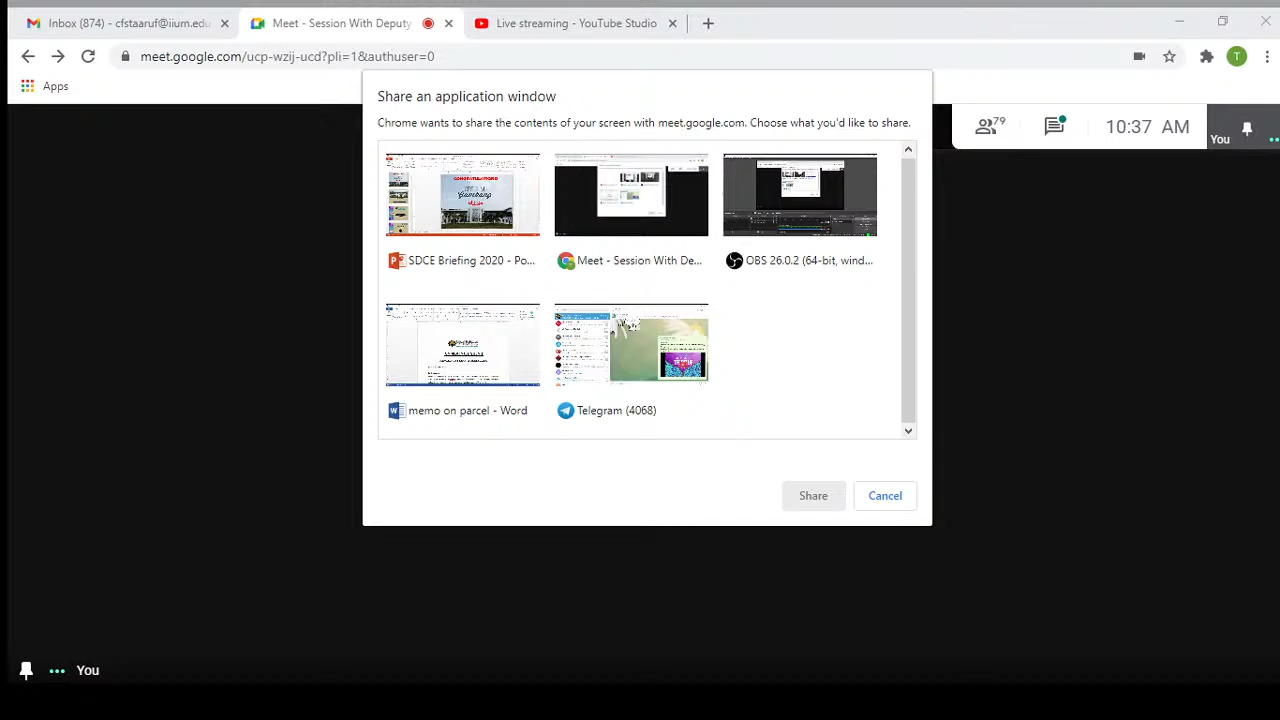 Inbox (874) - cfstaaruf@iium.edu
Meet - Session With Deputy
Live streaming - YouTube Studio
meet.google.com/ucp-wzij-ucd?pli=1&authuser=0
T
Apps
Share an application window
Chrome wants to share the contents of your screen with meet.google.com. Choose what you'd like to share.
79
10:37 AM
You
CONGRATULATIONS
Gambang
SDCE Briefing 2020 - Po...
Meet - Session With De...
OBS 26.0.2 (64-bit, wind...
memo on parcel - Word
Telegram (4068)
Share
Cancel
You